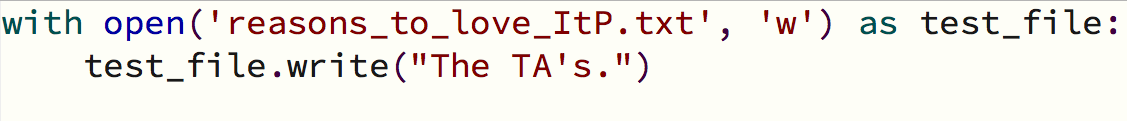 with open('reasons_to_love_ItP.txt', 'w') as test_file:
    test_file.write("The TA's.")